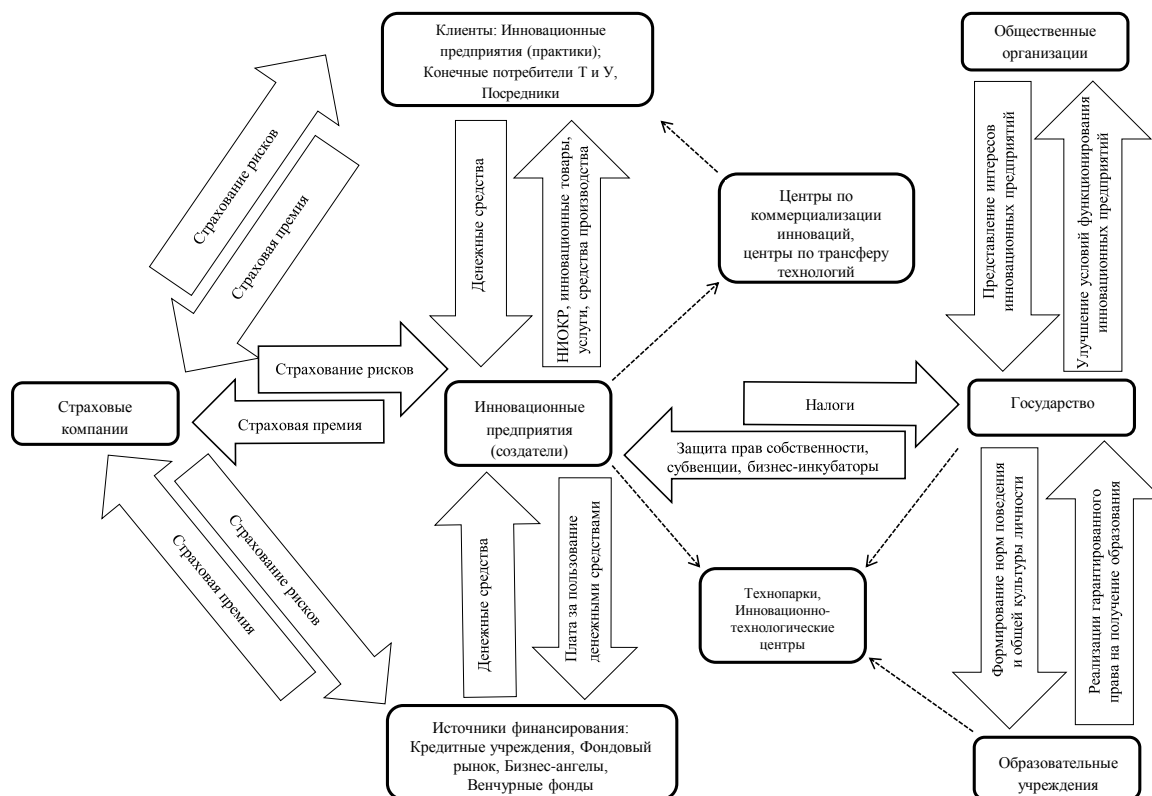 Клиенты: Инновационные
предприятия (практики);
Конечные потребители Т и У,
Посредники
Общественные
организации
Страхование рисков
Страховая премия
Денежные средства
НИОКР, инновационные товары,
услуги, средства производства
Центры по
коммерциализации
инноваций,
центры по трансферу
технологий
Представление интересов
инновационных предприятий
Улучшение условий функционирования
инновационных предприятий
Страхование рисков
Страховая премия
Страховые
компании
Инновационные
предприятия
(создатели)
Налоги
Защита прав собственности,
субвенции, бизнес-инкубаторы
Государство
Страховая премия
Страхование рисков
Денежные средства
Плата за пользование
денежными средствами
Технопарки,
Инновационно-
технологические
центры
Формирование норм поведения
и общей культуры личности
Реализации гарантированного
права на получение образования
Источники финансирования:
Кредитные учреждения, Фондовый
рынок, Бизнес-ангелы,
Венчурные фонды
Образовательные
учреждения